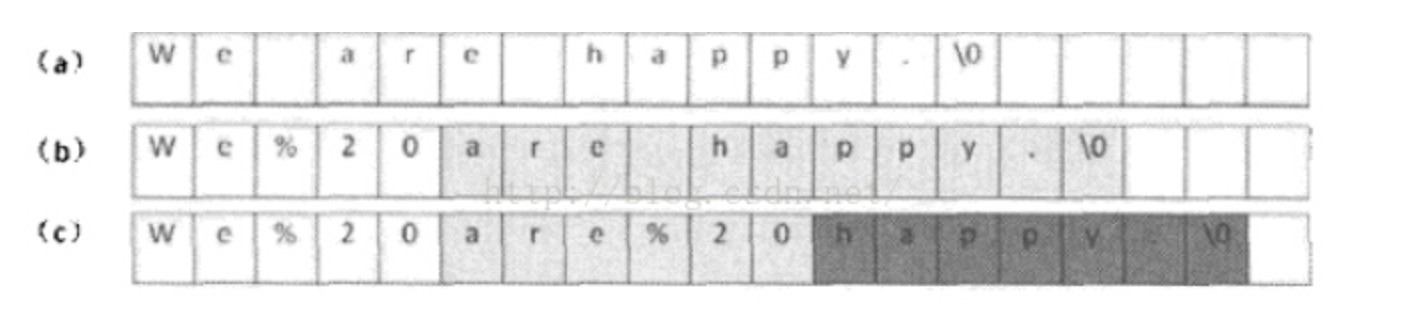 (a) W e a r e h a p p y . \0
(b) W e % 2 0 a r e h a p p y . \0
http://blog.csdn.net/
(c) W e % 2 0 a r e % 2 0 h a p p y . \0